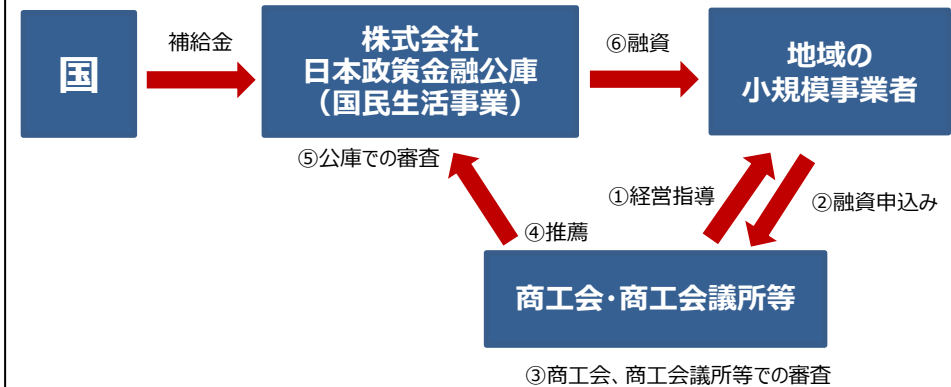 国
補給金
株式会社
日本政策金融公庫
（国民生活事業）
⑥融資
地域の
小規模事業者
⑤公庫での審査
①経営指導
②融資申込み
④推薦
商工会・商工会議所等
③商工会、商工会議所等での審査